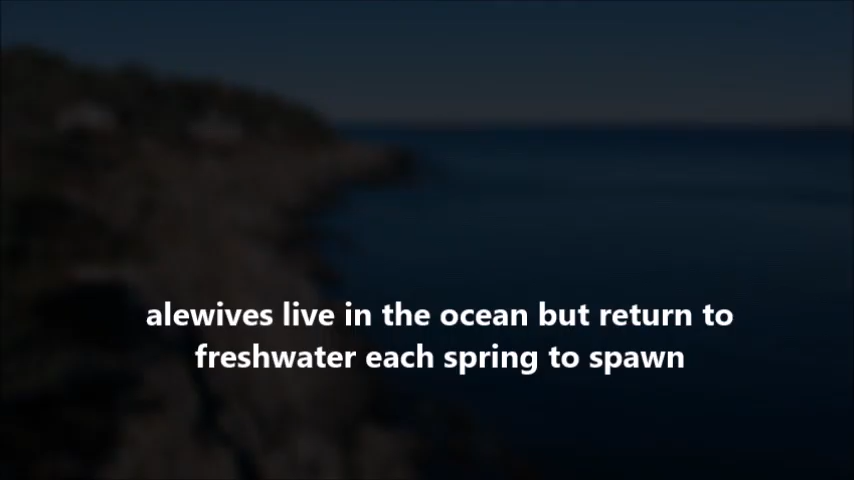 alewives live in the ocean but return to
freshwater each spring to spawn